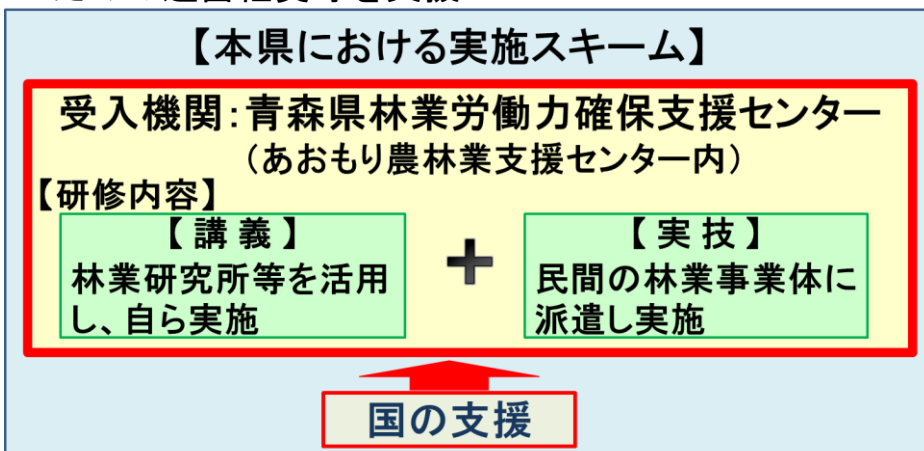 【本県における実施スキーム】
受入機関：青森県林業労働力確保支援センター
（あおもり農林業支援センター内）
【研修内容】
【 講 義 】
林業研究所等を活用
し、自ら実施
＋
【 実 技 】
民間の林業事業体に
派遣し実施
国の支援